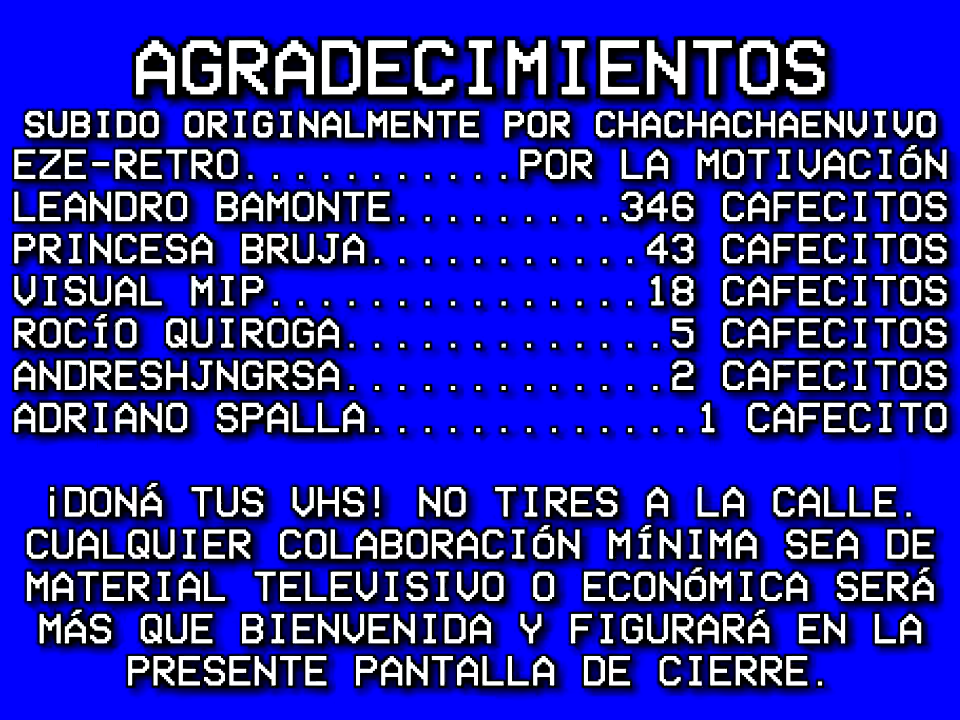 AGRADECIMIENTOS
SUBIDO ORIGINALMENTE POR CHACHACHAENVIVO
EZE-RETRO...........POR LA MOTIVACIÓN
LEANDRO BAMONTE.........346 CAFECITOS
PRINCESA BRUJA...........43 CAFECITOS
VISUAL MIP...............18 CAFECITOS
ROCÍO QUIROGA.............5 CAFECITOS
ANDRESHJNGRSA.............2 CAFECITOS
ADRIANO SPALLA.............1 CAFECITO
¡DONÁ TUS VHS! NO TIRES A LA CALLE.
CUALQUIER COLABORACIÓN MÍNIMA SEA DE
MATERIAL TELEVISIVO O ECONÓMICA SERÁ
MÁS QUE BIENVENIDA Y FIGURARÁ EN LA
PRESENTE PANTALLA DE CIERRE.